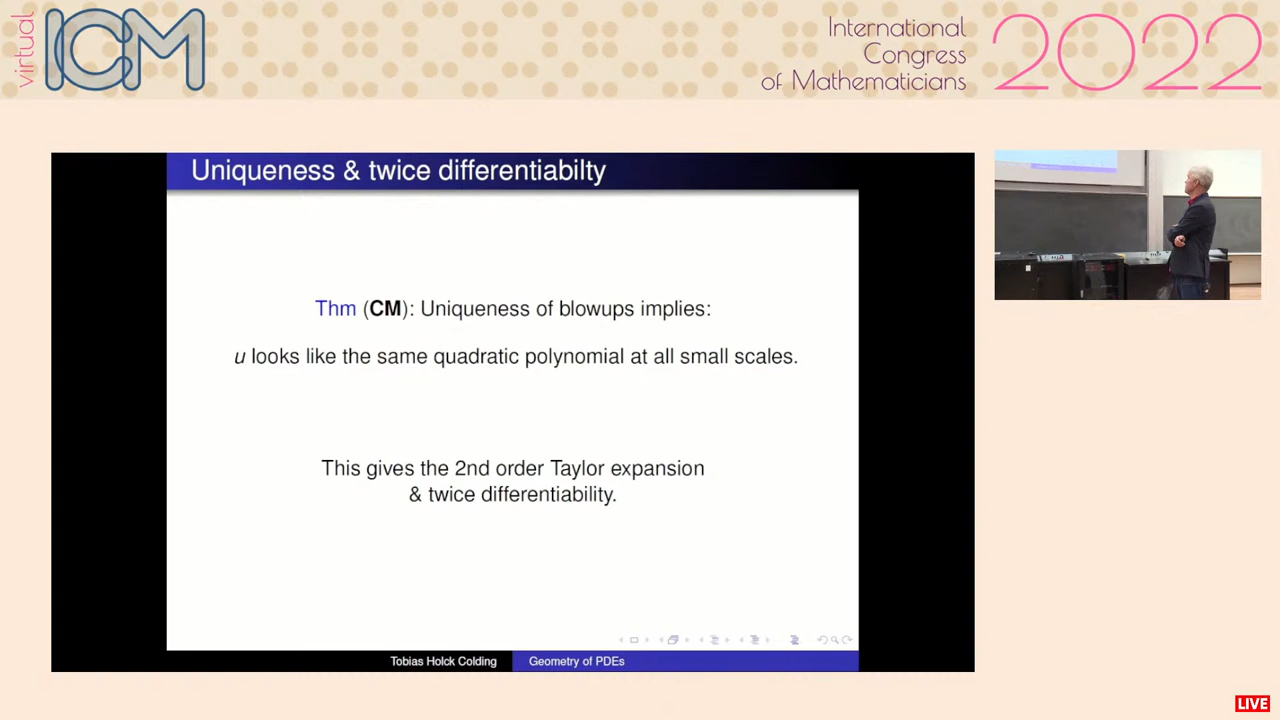 virtual
ICM
International
Congress
of Mathematicians
2022
Uniqueness & twice differentiabilty
Thm (CM): Uniqueness of blowups implies:
u looks like the same quadratic polynomial at all small scales.
This gives the 2nd order Taylor expansion
& twice differentiability.
Tobias Holck Colding
Geometry of PDEs
LIVE